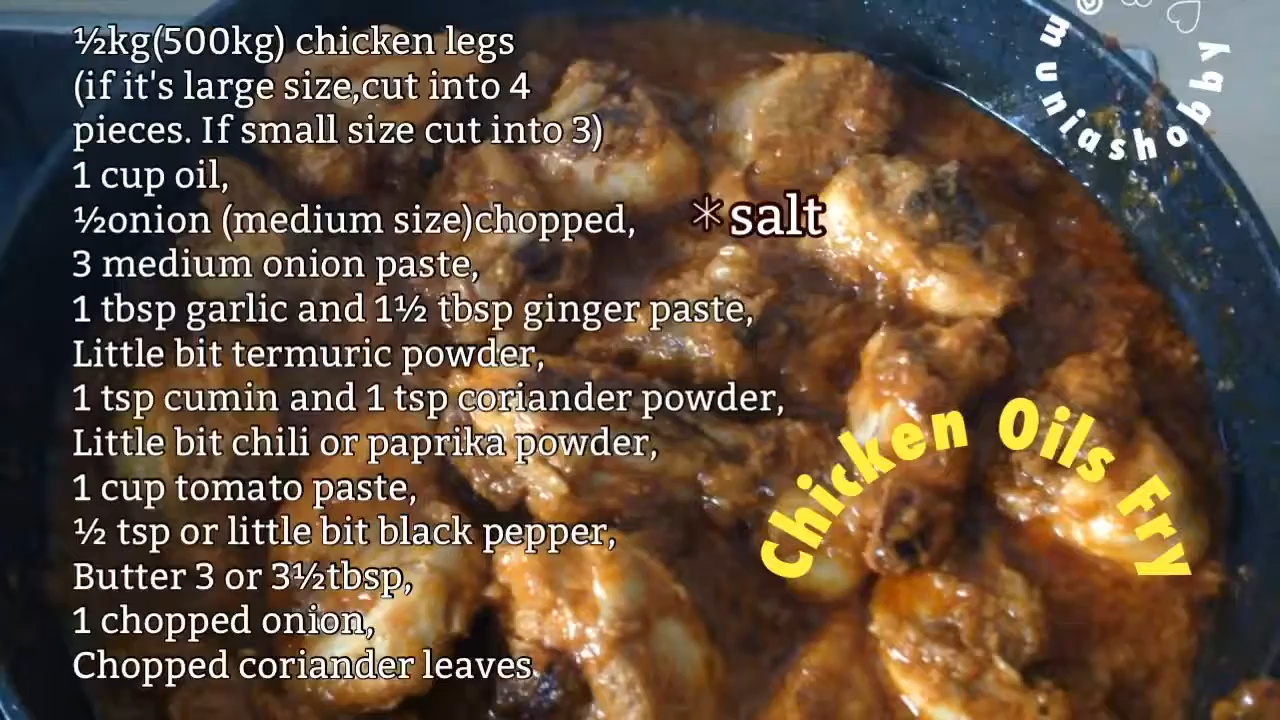 ½kg(500kg) chicken legs
(if it's large size,cut into 4
pieces. If small size cut into 3)
1 cup oil,
½onion (medium size)chopped,
*salt
3 medium onion paste,
1 tbsp garlic and 1½ tbsp ginger paste,
Little bit termuric powder,
1 tsp cumin and 1 tsp coriander powder,
Little bit chili or paprika powder,
1 cup tomato paste,
½ tsp or little bit black pepper,
Butter 3 or 3½tbsp,
1 chopped onion,
Chopped coriander leaves
@muniashobby
Chicken Oils Fry